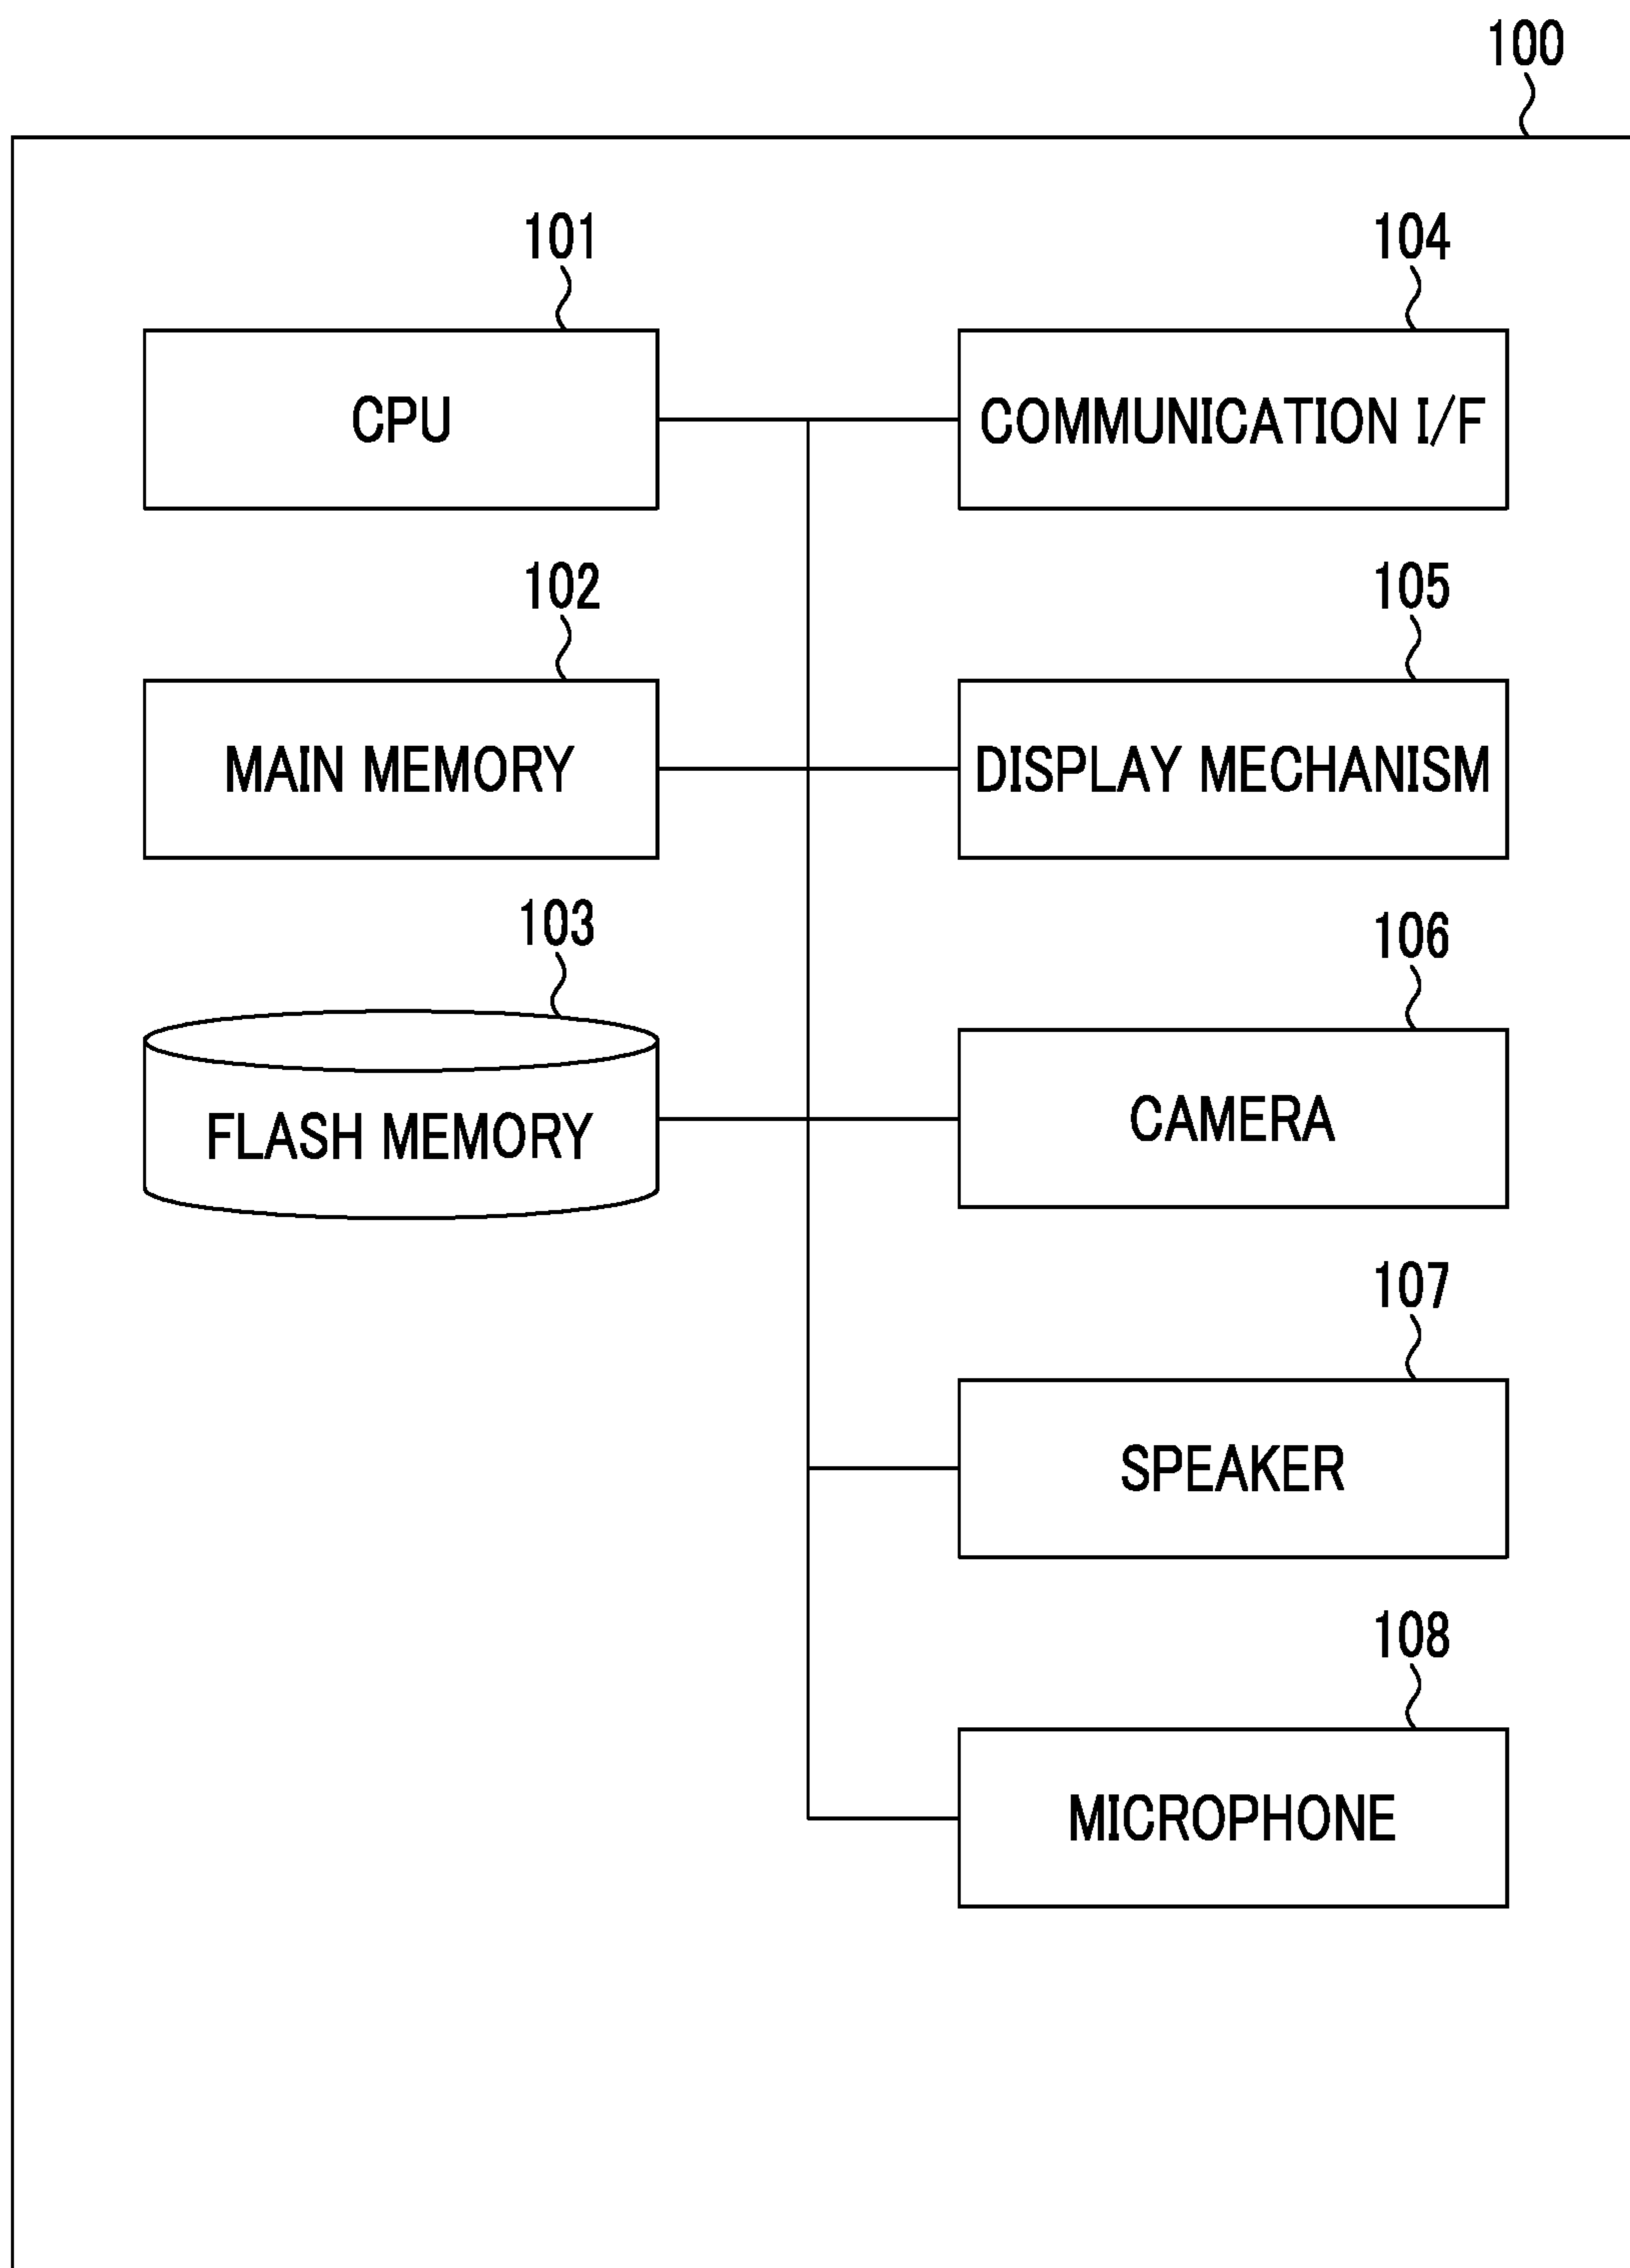 100
101
CPU
104
COMMUNICATION I/F
102
MAIN MEMORY
105
DISPLAY MECHANISM
103
FLASH MEMORY
106
CAMERA
107
SPEAKER
108
MICROPHONE